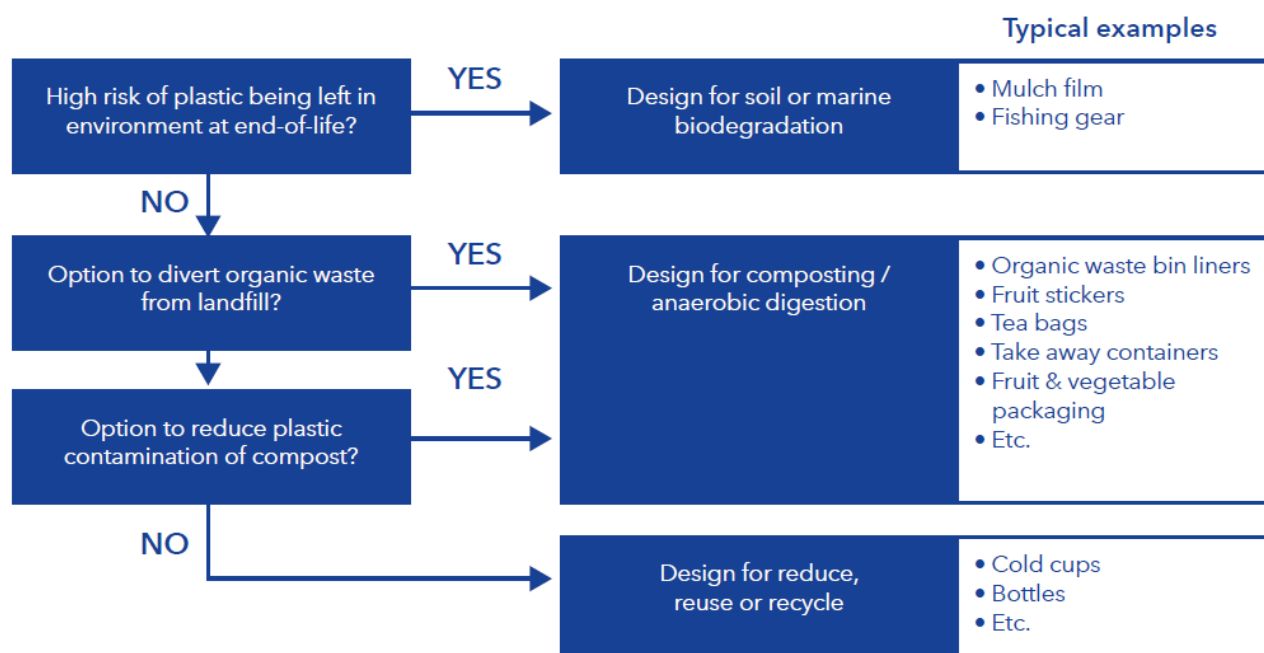 Typical examples
High risk of plastic being left in
environment at end-of-life?
YES
Design for soil or marine
biodegradation
• Mulch film
• Fishing gear
NO
Option to divert organic waste
from landfill?
YES
Design for composting /
anaerobic digestion
• Organic waste bin liners
• Fruit stickers
• Tea bags
• Take away containers
• Fruit & vegetable
packaging
• Etc.
Option to reduce plastic
contamination of compost?
YES
NO
Design for reduce,
reuse or recycle
• Cold cups
• Bottles
• Etc.